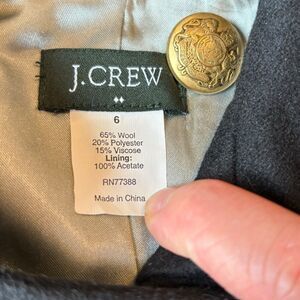 J.CREW
6
65% Wool
20% Polyester
15% Viscose
Lining:
100% Acetate
RN77388
Made in China